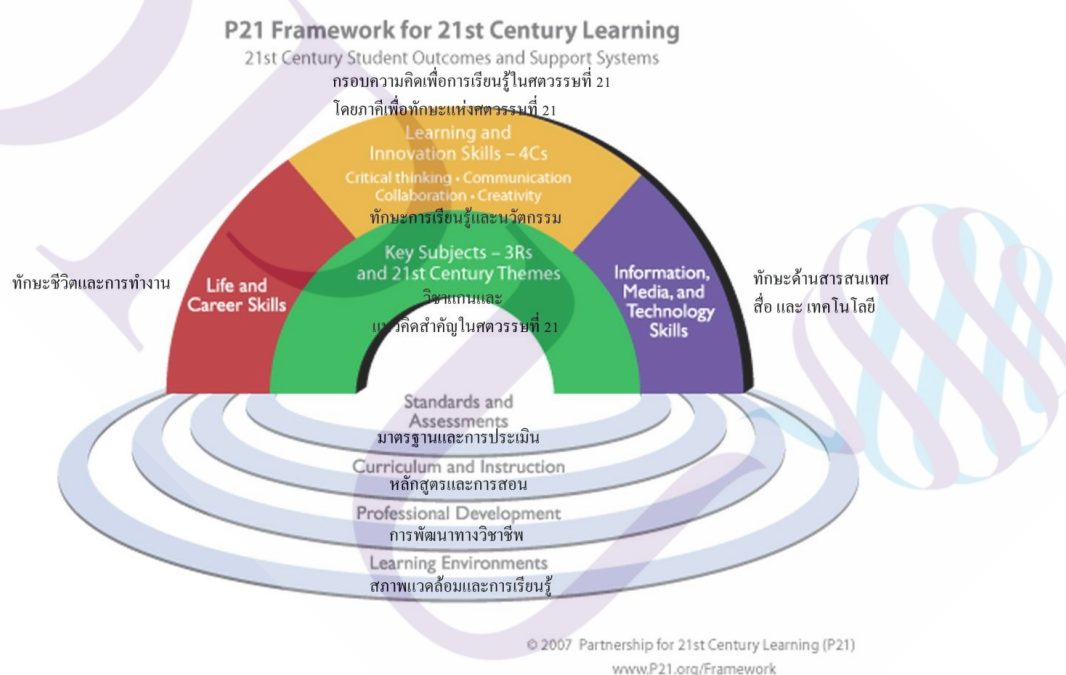 P21 Framework for 21st Century Learning
21st Century Student Outcomes and Support Systems
กรอบความคิดเพื่อการเรียนรู้ในศตวรรษที่ 21
โดยภาคีเพื่อทักษะแห่งศตวรรษที่ 21
Learning and
Innovation Skills – 4Cs
Critical thinking • Communication
Collaboration • Creativity
ทักษะการเรียนรู้และนวัตกรรม
Key Subjects – 3Rs
and 21st Century Themes
วิชาแกนและ
แนวคิดสำคัญในศตวรรษที่ 21
ทักษะชีวิตและการทำงาน
Life and
Career Skills
Information,
Media, and
Technology
Skills
ทักษะด้านสารสนเทศ
สื่อ และ เทคโนโลยี
Standards and
Assessments
มาตรฐานและการประเมิน
Curriculum and Instruction
หลักสูตรและการสอน
Professional Development
การพัฒนาทางวิชาชีพ
Learning Environments
สภาพแวดล้อมและการเรียนรู้
© 2007 Partnership for 21st Century Learning (P21)
www.P21.org/Framework